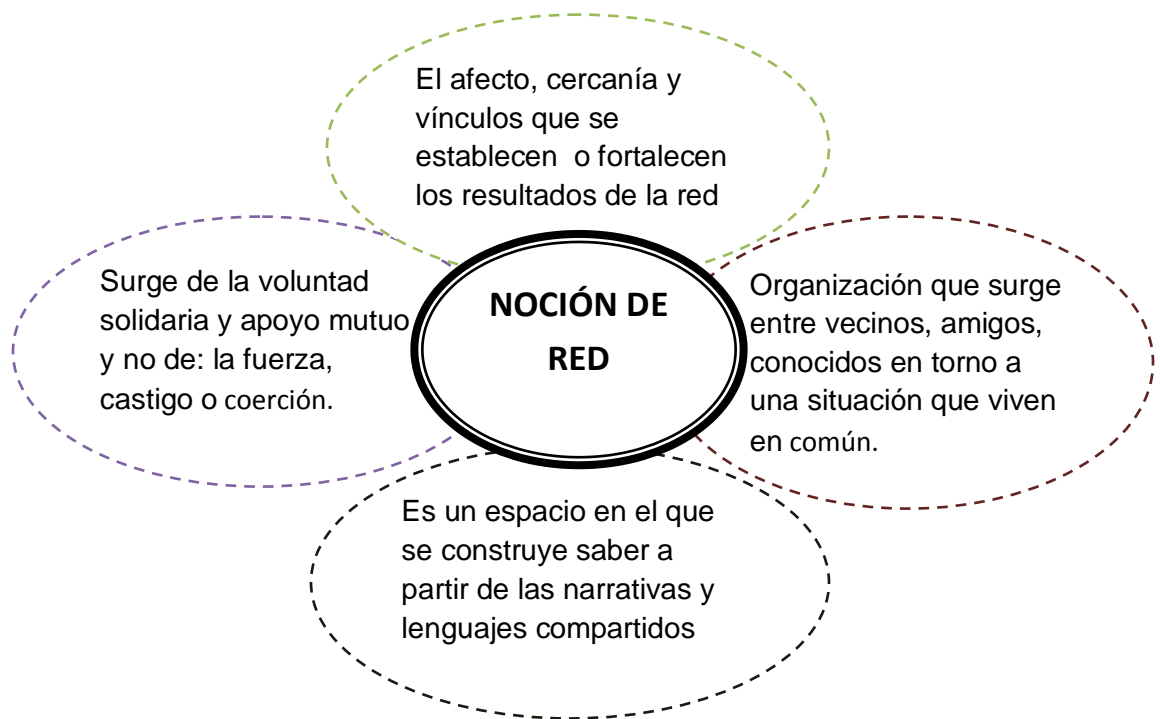 El afecto, cercanía y
vínculos que se
establecen o fortalecen
los resultados de la red
Surge de la voluntad
solidaria y apoyo mutuo
y no de: la fuerza,
castigo o coerción.
NOCIÓN DE
RED
Organización que surge
entre vecinos, amigos,
conocidos en torno a
una situación que viven
en común.
Es un espacio en el que
se construye saber a
partir de las narrativas y
lenguajes compartidos